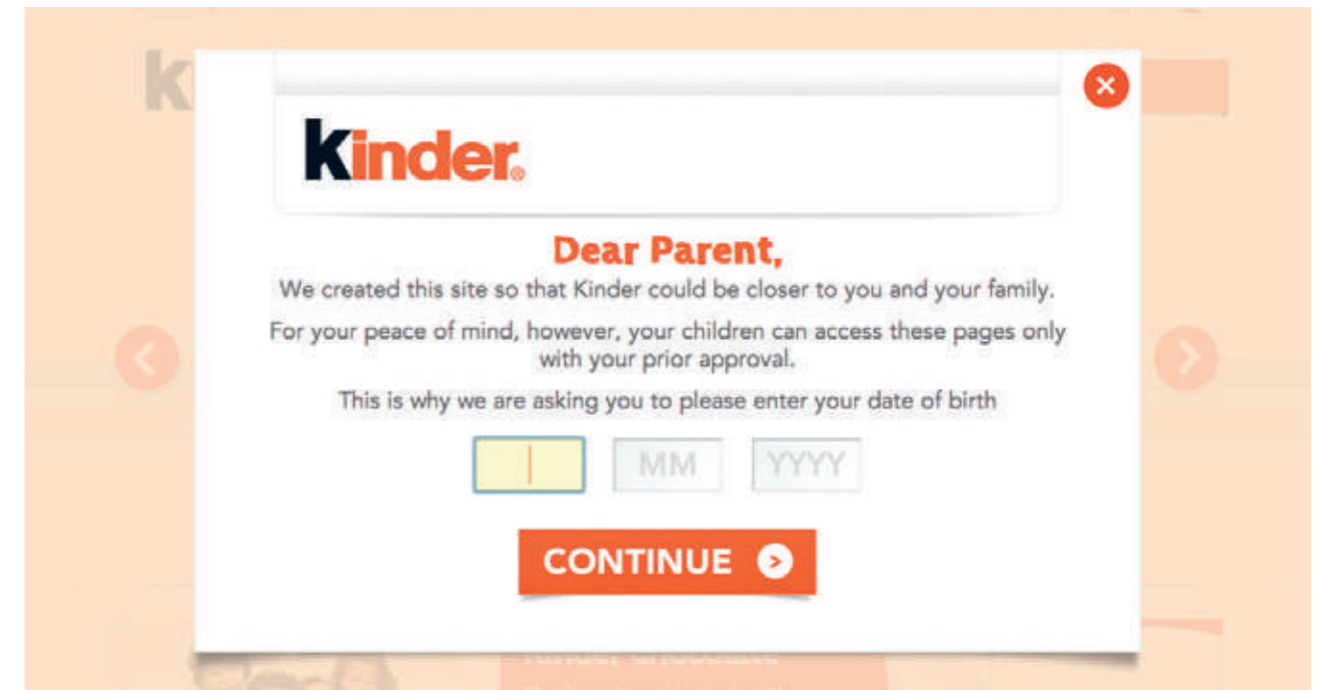 k
kinder®
Dear Parent,
We created this site so that Kinder could be closer to you and your family.
For your peace of mind, however, your children can access these pages only
with your prior approval.
This is why we are asking you to please enter your date of birth
MM YYYY
CONTINUE